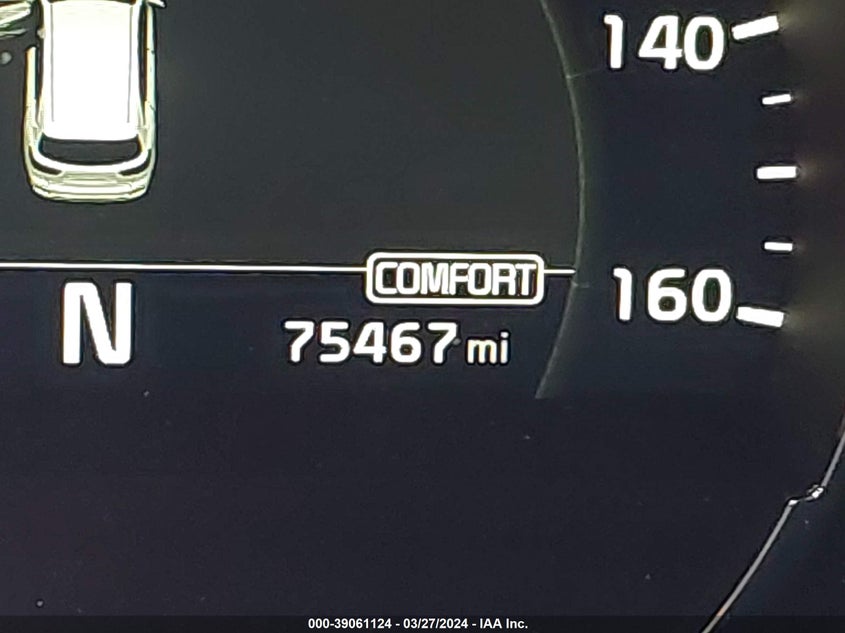 140
COMFORT
160
N
75467 mi
000-39061124 - 03/27/2024 - IAA Inc.